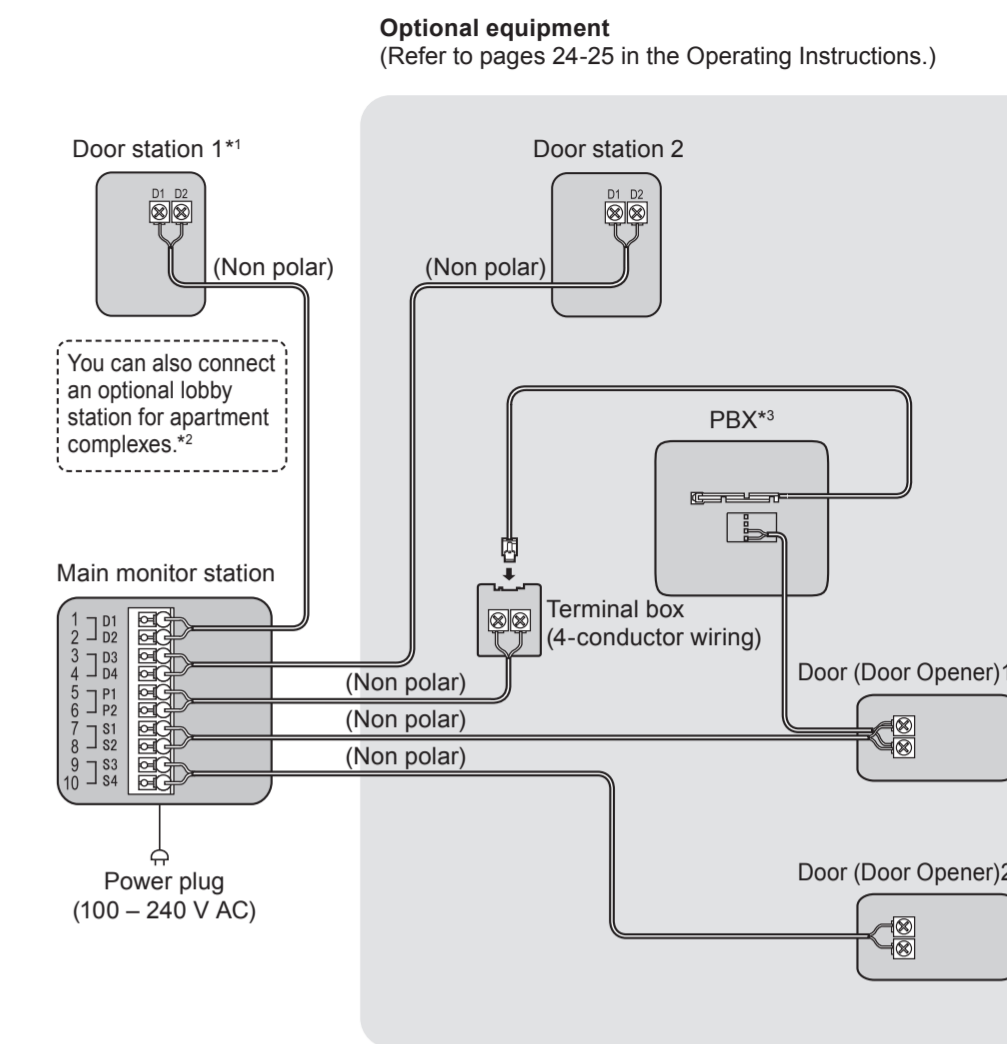 Optional equipment
(Refer to pages 24-25 in the Operating Instructions.)
Door station 1*1
D1 D2
(Non polar)
Door station 2
D1 D2
(Non polar)
You can also connect
an optional lobby
station for apartment
complexes.*2
PBX*3
Main monitor station
1 D1
2 D2
3 D3
4 D4
5 P1
6 P2
7 S1
8 S2
9 S3
10 S4
Terminal box
(4-conductor wiring)
(Non polar)
(Non polar)
(Non polar)
Door (Door Opener)1
Door (Door Opener)2
Power plug
(100 – 240 V AC)